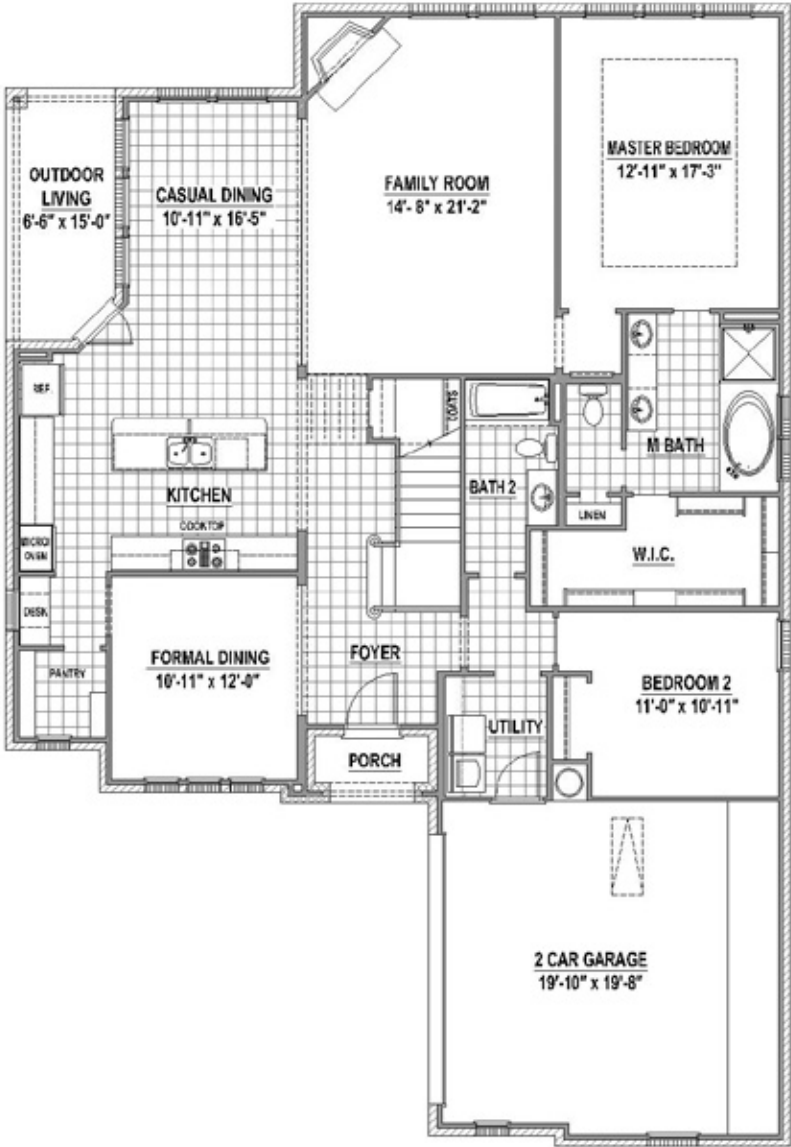 MASTER BEDROOM
12'-11" x 17'-3"
OUTDOOR
LIVING
6'-6" x 15'-0"
CASUAL DINING
10'-11" x 16'-5"
FAMILY ROOM
14'- 8" x 21'-2"
REF.
COATS
M BATH
KITCHEN
BATH 2
COOKTOP
LINEN
MICRO/
OVEN
W.I.C.
DESK
FORMAL DINING
10'-11" x 12'-0"
FOYER
PANTRY
BEDROOM 2
11'-0" x 10'-11"
UTILITY
PORCH
2 CAR GARAGE
19'-10" x 19'-8"